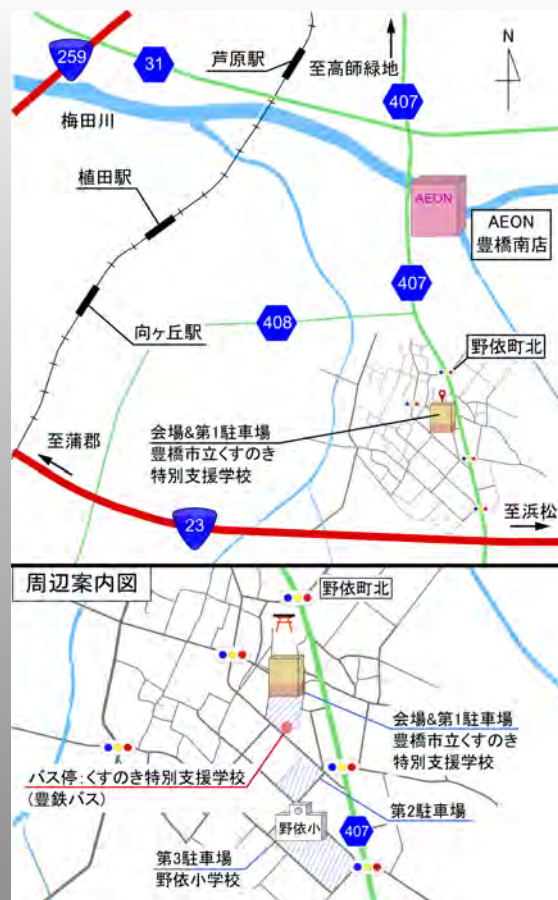 259
31
芦原駅
至高師緑地
N
407
梅田川
AEON
植田駅
AEON
豊橋南店
407
408
向ヶ丘駅
野依町北
会場&第1駐車場
豊橋市立くすのき
特別支援学校
至蒲郡
至浜松
23
周辺案内図
野依町北
会場&第1駐車場
豊橋市立くすのき
特別支援学校
バス停:くすのき特別支援学校
(豊鉄バス)
第2駐車場
野依小
407
第3駐車場
野依小学校